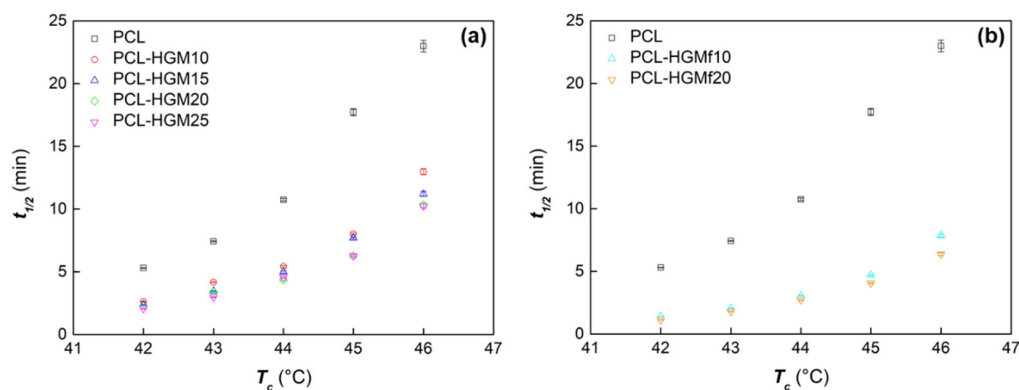 (a)
PCL
PCL-HGM10
PCL-HGM15
PCL-HGM20
PCL-HGM25
25
20
15
10
5
0
t1/2 (min)
41 42 43 44 45 46 47
Tc (°C)
(b)
PCL
PCL-HGMf10
PCL-HGMf20
25
20
15
10
5
0
t1/2 (min)
41 42 43 44 45 46 47
Tc (°C)